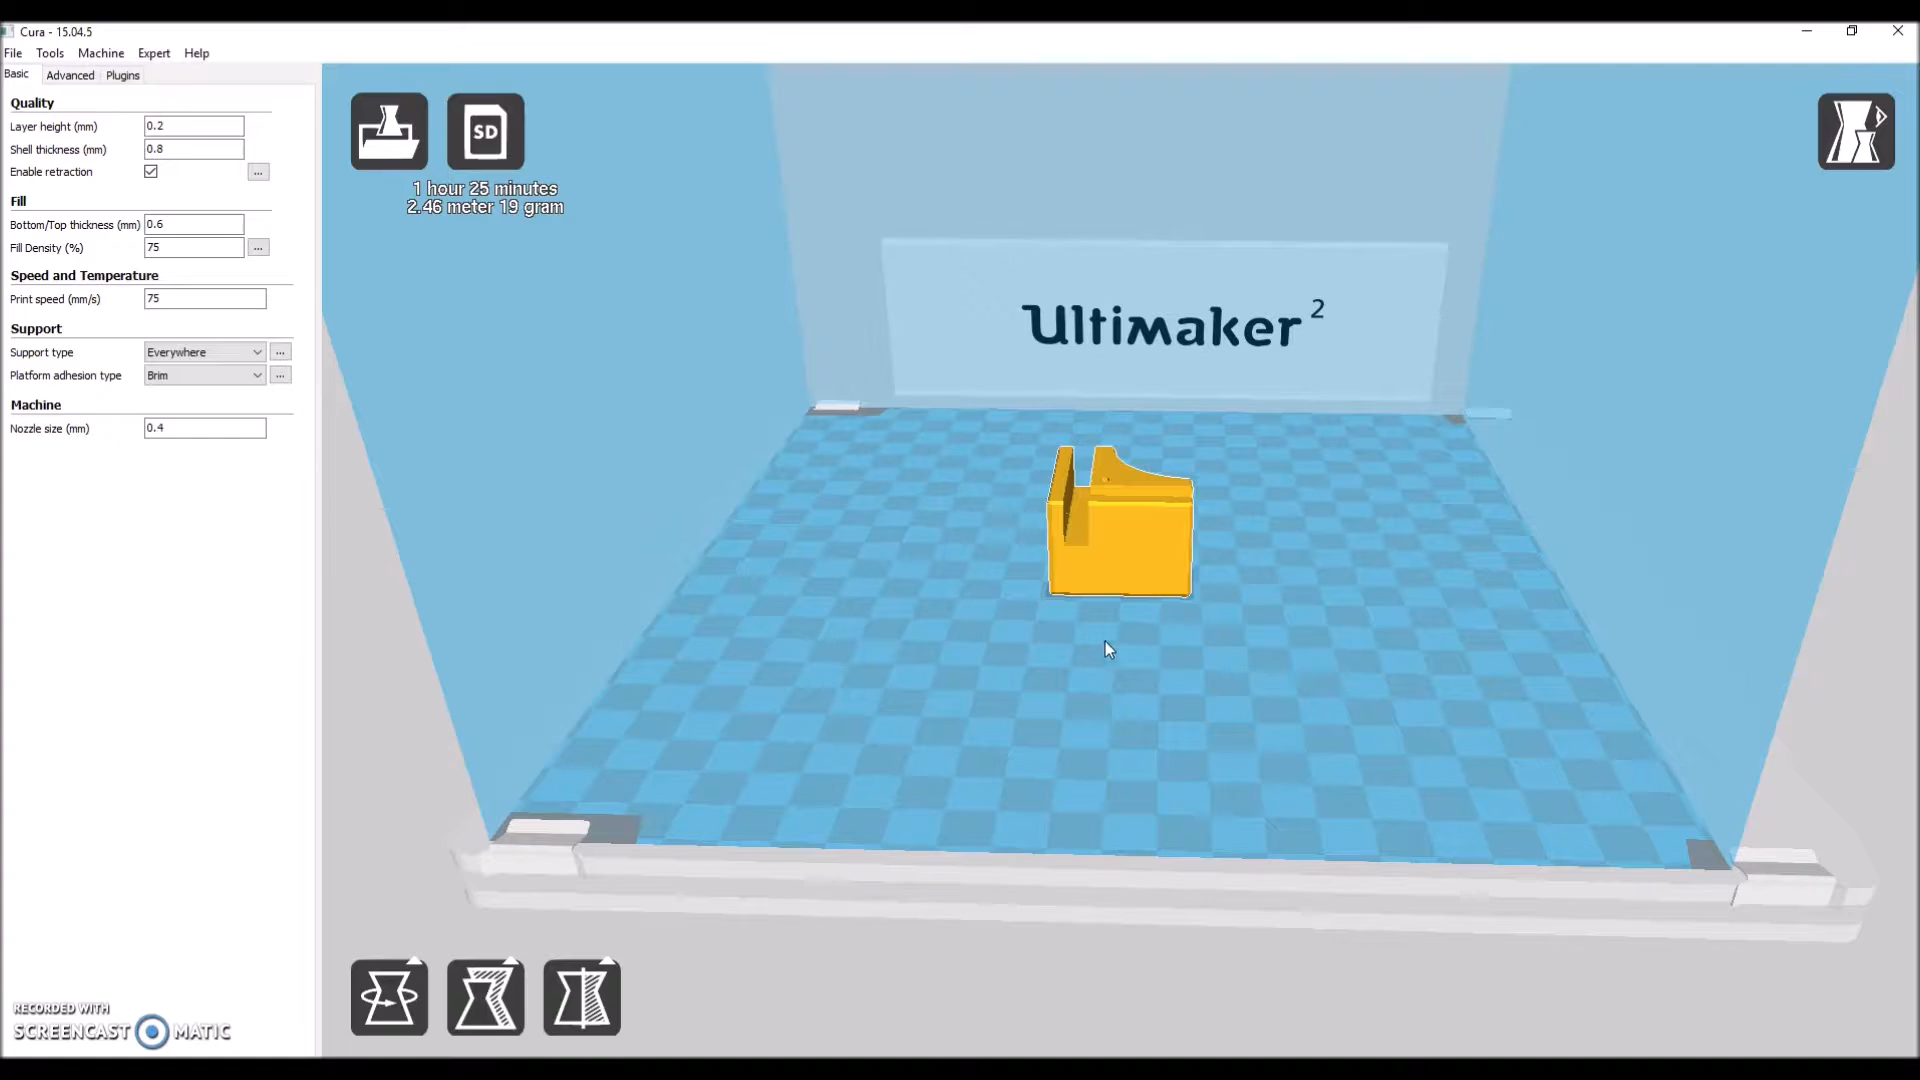 Cura - 15.04.5
File Tools Machine Expert Help
Basic Advanced Plugins
Quality
Layer height (mm) 0.2
Shell thickness (mm) 0.8
Enable retraction ...
Fill
Bottom/Top thickness (mm) 0.6
Fill Density (%) 75 ...
Speed and Temperature
Print speed (mm/s) 75
Support
Support type Everywhere ...
Platform adhesion type Brim ...
Machine
Nozzle size (mm) 0.4
SD
1 hour 25 minutes
2.46 meter 19 gram
Ultimaker 2
RECORDED WITH
SCREENCAST MATIC